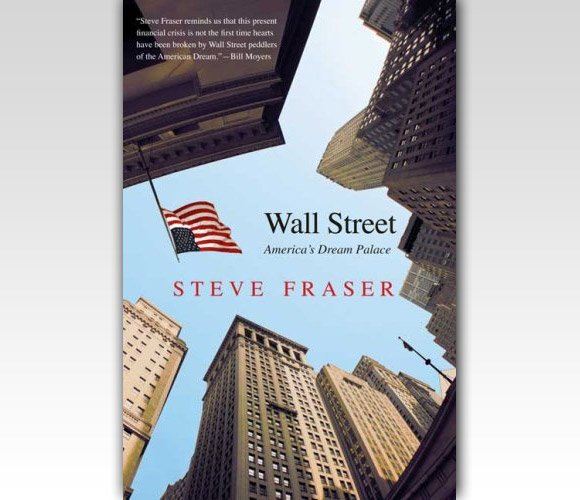 “Steve Fraser reminds us that this present
financial crisis is not the first time hearts
have been broken by Wall Street peddlers
of the American Dream.”—Bill Moyers
Wall Street
America’s Dream Palace
STEVE FRASER